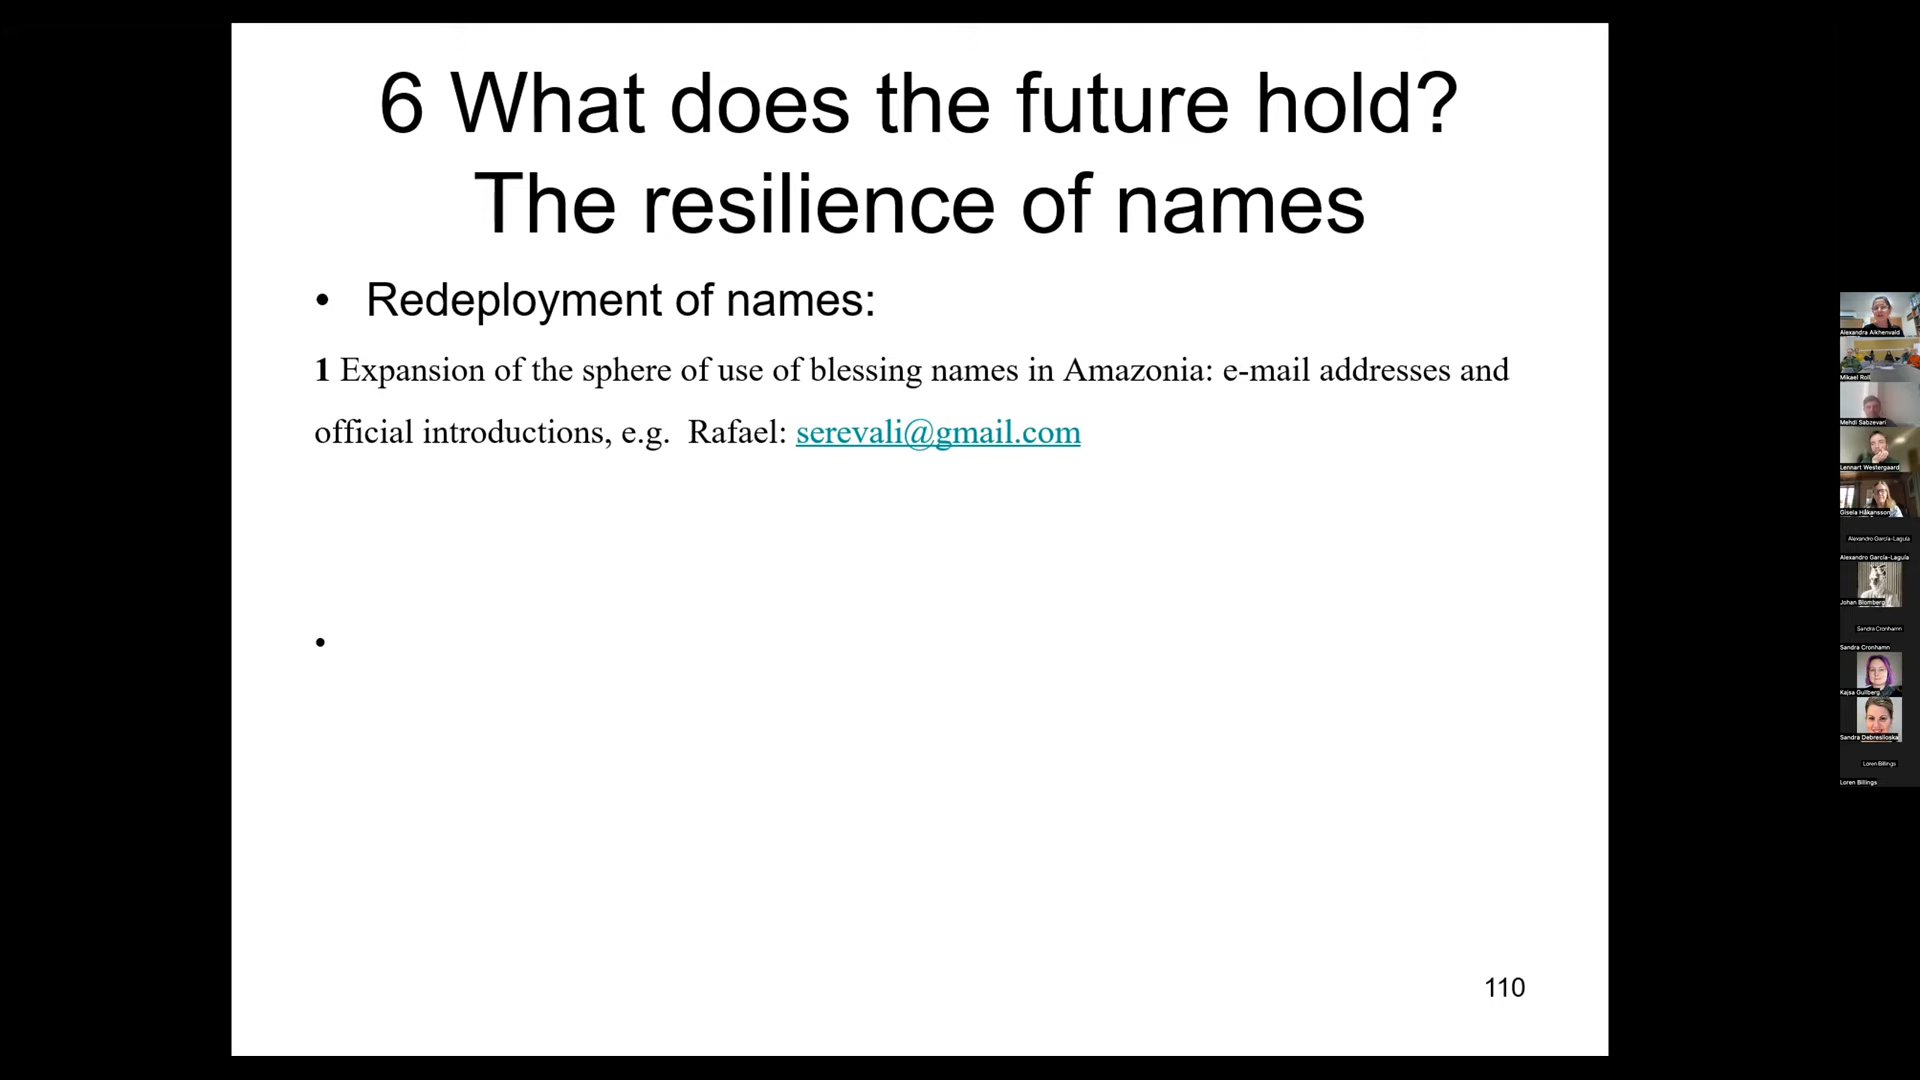 6 What does the future hold?
The resilience of names
• Redeployment of names:
1 Expansion of the sphere of use of blessing names in Amazonia: e-mail addresses and
official introductions, e.g. Rafael: serevali@gmail.com
•
110
Alexandra Aikhenvald
Mikael Roll
Mehdi Sabzevari
Lennart Westergaard
Gisela Håkansson
Alexandro García-Laguía
Alexandro García-Laguía
Johan Blomberg
Sandra Cronhamn
Sandra Cronhamn
Kajsa Gullberg
Sandra Debreslioska
Loren Billings
Loren Billings